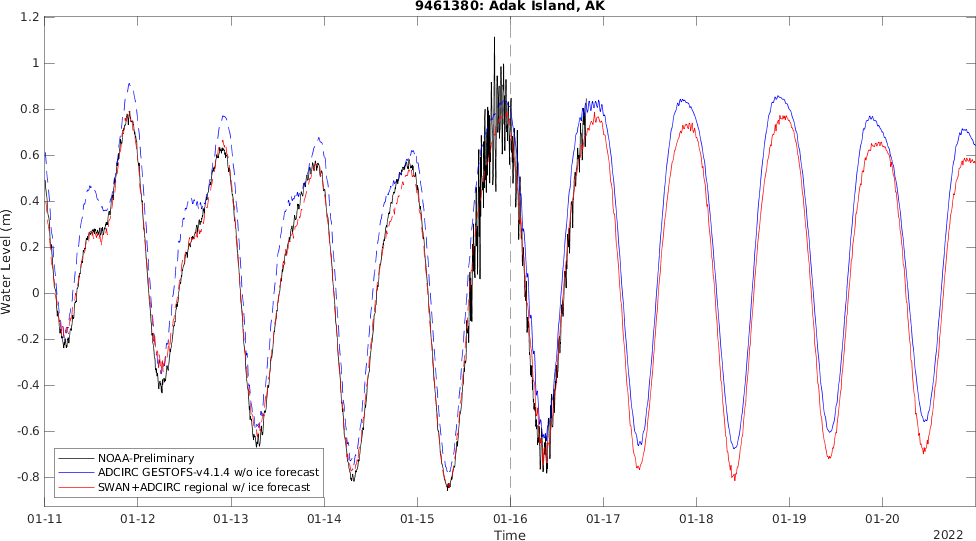 9461380: Adak Island, AK
1.2
1
0.8
0.6
0.4
0.2
0
-0.2
-0.4
-0.6
-0.8
Water Level (m)
NOAA-Preliminary
ADCIRC GESTOFS-v4.1.4 w/o ice forecast
SWAN+ADCIRC regional w/ ice forecast
01-11 01-12 01-13 01-14 01-15 01-16 01-17 01-18 01-19 01-20
Time
2022